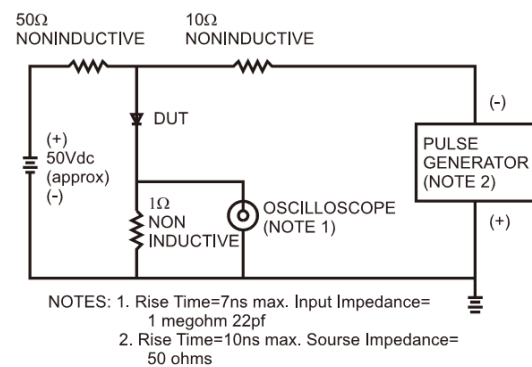 50Ω
NONINDUCTIVE
10Ω
NONINDUCTIVE
DUT
(+)
50Vdc
(approx)
(-)
1Ω
NON
INDUCTIVE
OSCILLOSCOPE
(NOTE 1)
(-)
PULSE
GENERATOR
(NOTE 2)
(+)
NOTES: 1. Rise Time=7ns max. Input Impedance=
1 megohm 22pf
2. Rise Time=10ns max. Sourse Impedance=
50 ohms